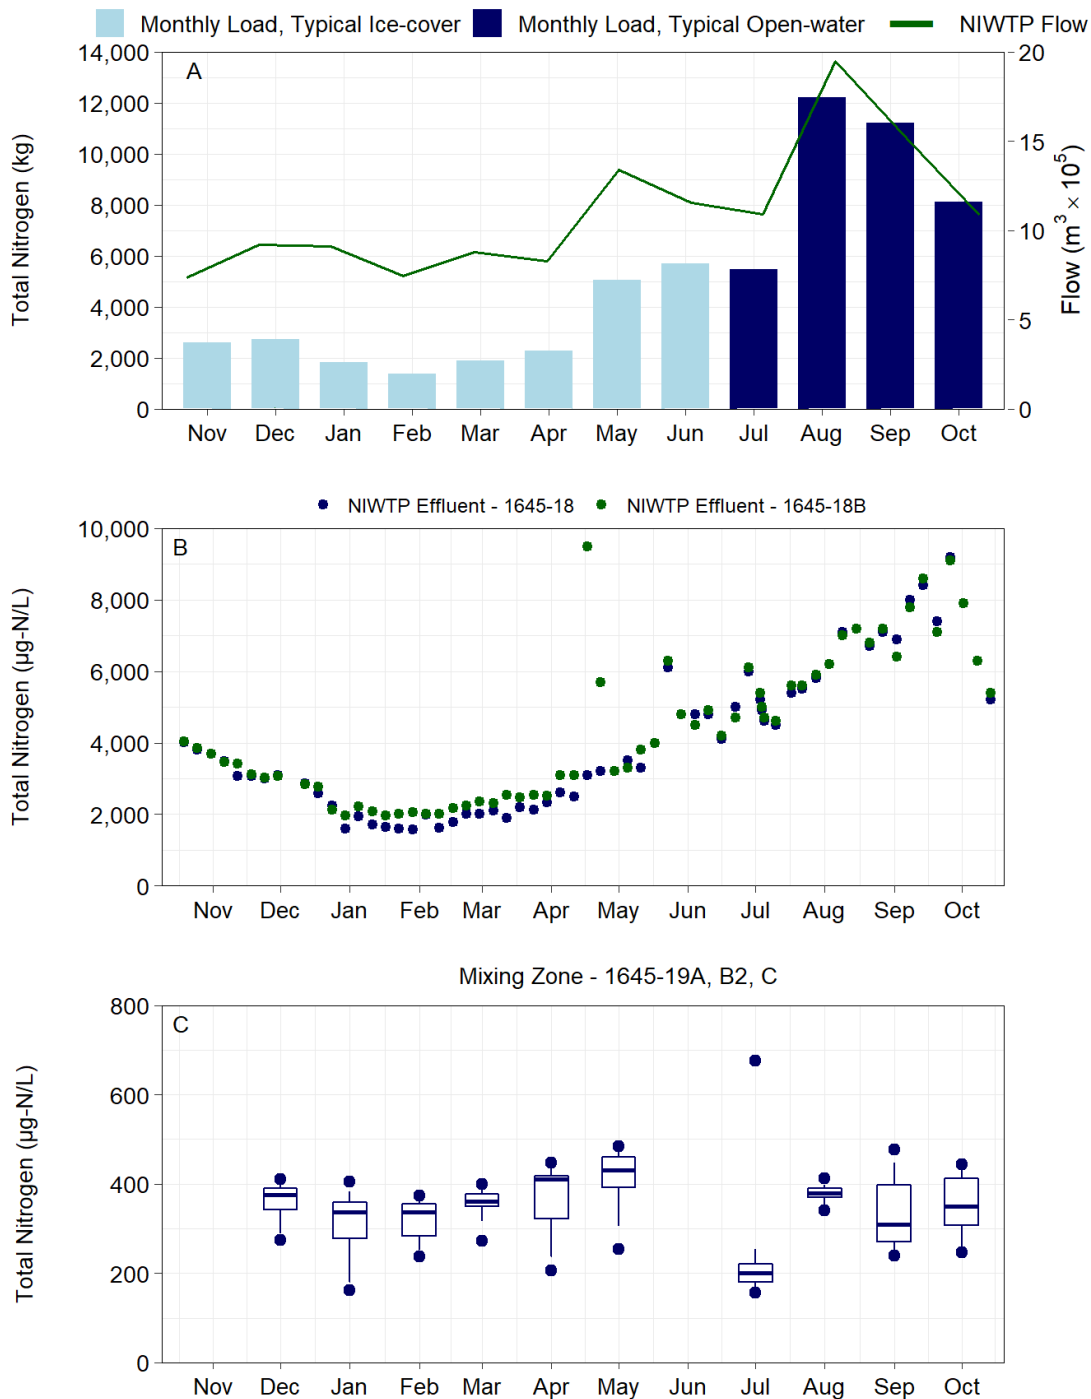 Monthly Load, Typical Ice-cover Monthly Load, Typical Open-water NIWTP Flow
A
14,000
12,000
10,000
8,000
6,000
4,000
2,000
0
Total Nitrogen (kg)
20
15
10
5
0
Flow (m³ × 10⁵)
Nov Dec Jan Feb Mar Apr May Jun Jul Aug Sep Oct
NIWTP Effluent - 1645-18 NIWTP Effluent - 1645-18B
B
10,000
8,000
6,000
4,000
2,000
0
Total Nitrogen (µg-N/L)
Nov Dec Jan Feb Mar Apr May Jun Jul Aug Sep Oct
Mixing Zone - 1645-19A, B2, C
C
800
600
400
200
0
Total Nitrogen (µg-N/L)
Nov Dec Jan Feb Mar Apr May Jun Jul Aug Sep Oct